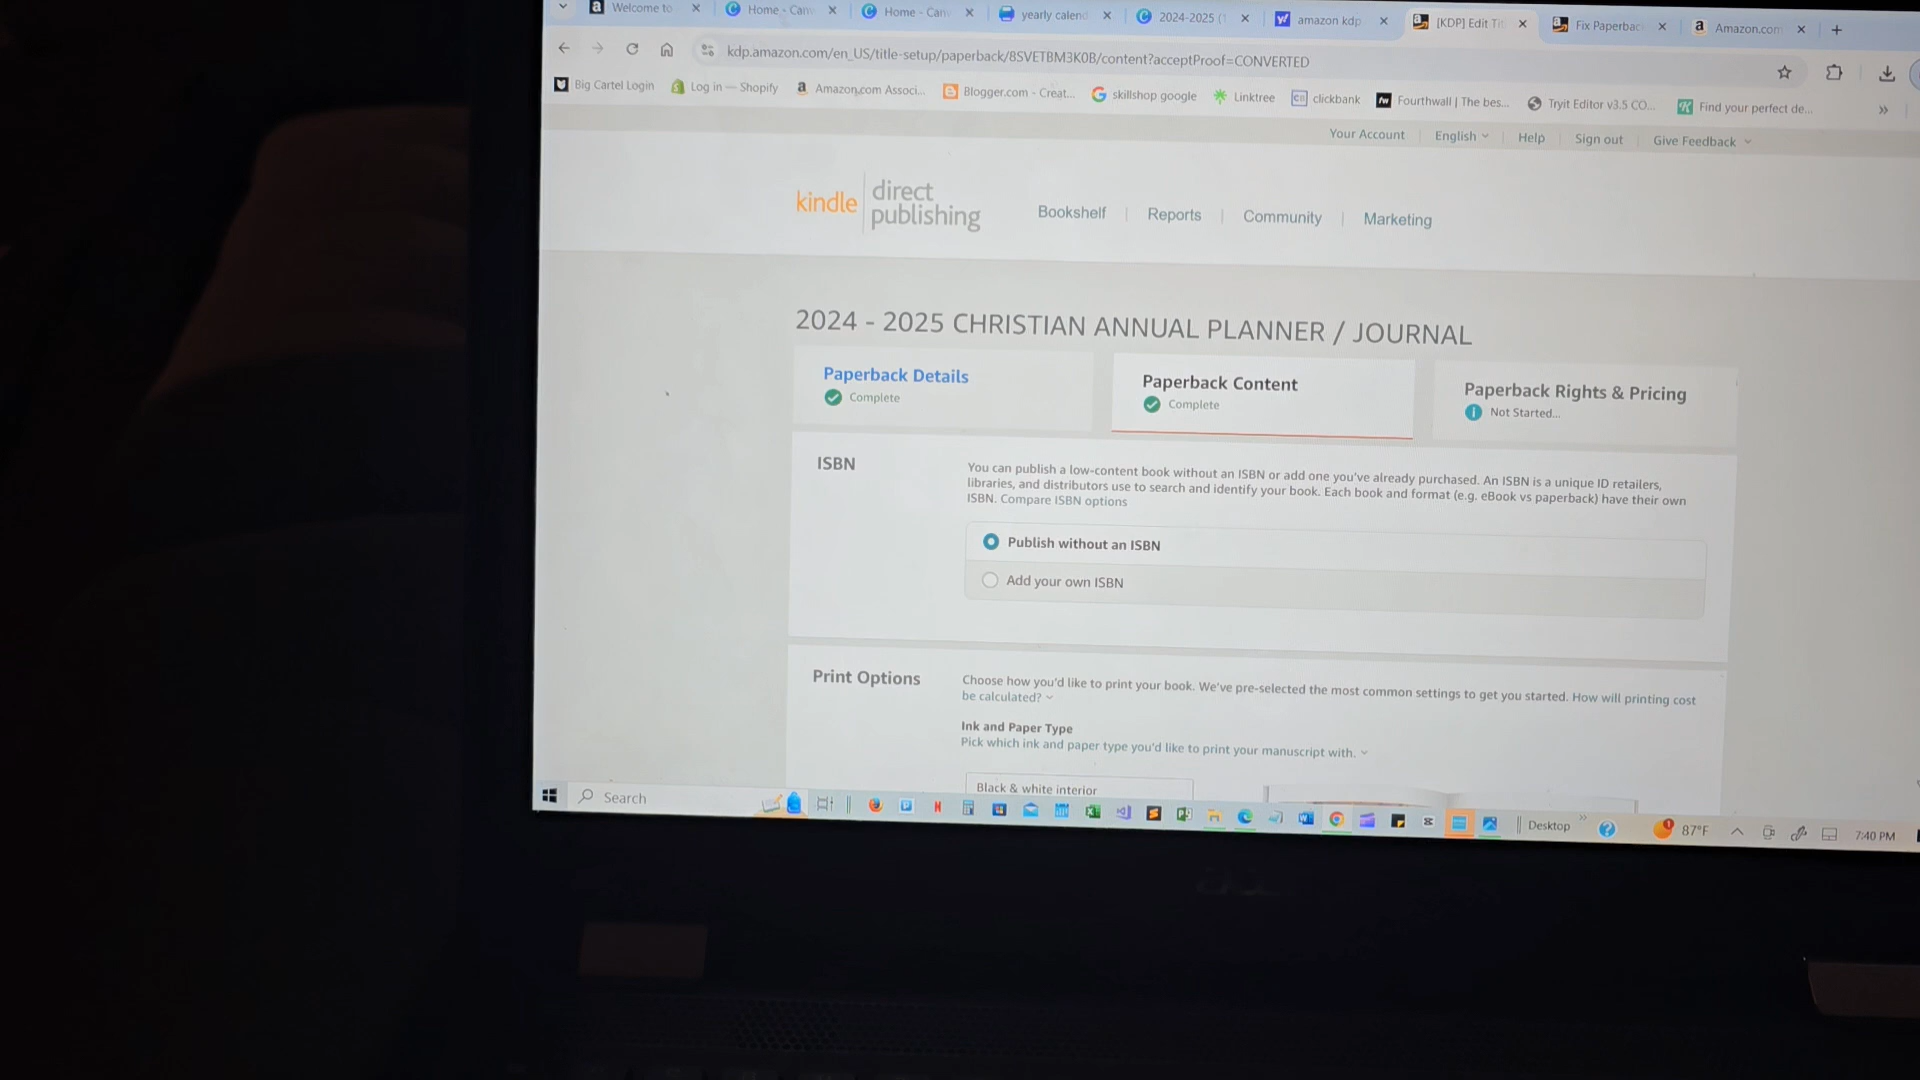 Welcome to
Home - Can
Home - Can
yearly calend
2024-2025 (
amazon kdp
[KDP] Edit Tit
Fix Paperbac
Amazon.com
kdp.amazon.com/en_US/title-setup/paperback/8SVETBM3K0B/content?acceptProof=CONVERTED
Big Cartel Login
Log in — Shopify
Amazon.com Associ...
Blogger.com - Creat...
skillshop google
Linktree
clickbank
Fourthwall | The bes...
Tryit Editor v3.5 CO...
Find your perfect de...
Your Account
English
Help
Sign out
Give Feedback
kindle direct publishing
Bookshelf
Reports
Community
Marketing
2024 - 2025 CHRISTIAN ANNUAL PLANNER / JOURNAL
Paperback Details
Complete
Paperback Content
Complete
Paperback Rights & Pricing
Not Started...
ISBN
You can publish a low-content book without an ISBN or add one you've already purchased. An ISBN is a unique ID retailers,
libraries, and distributors use to search and identify your book. Each book and format (e.g. eBook vs paperback) have their own
ISBN. Compare ISBN options
Publish without an ISBN
Add your own ISBN
Print Options
Choose how you'd like to print your book. We've pre-selected the most common settings to get you started. How will printing cost
be calculated?
Ink and Paper Type
Pick which ink and paper type you'd like to print your manuscript with.
Black & white interior
Search
Desktop
87°F
7:40 PM